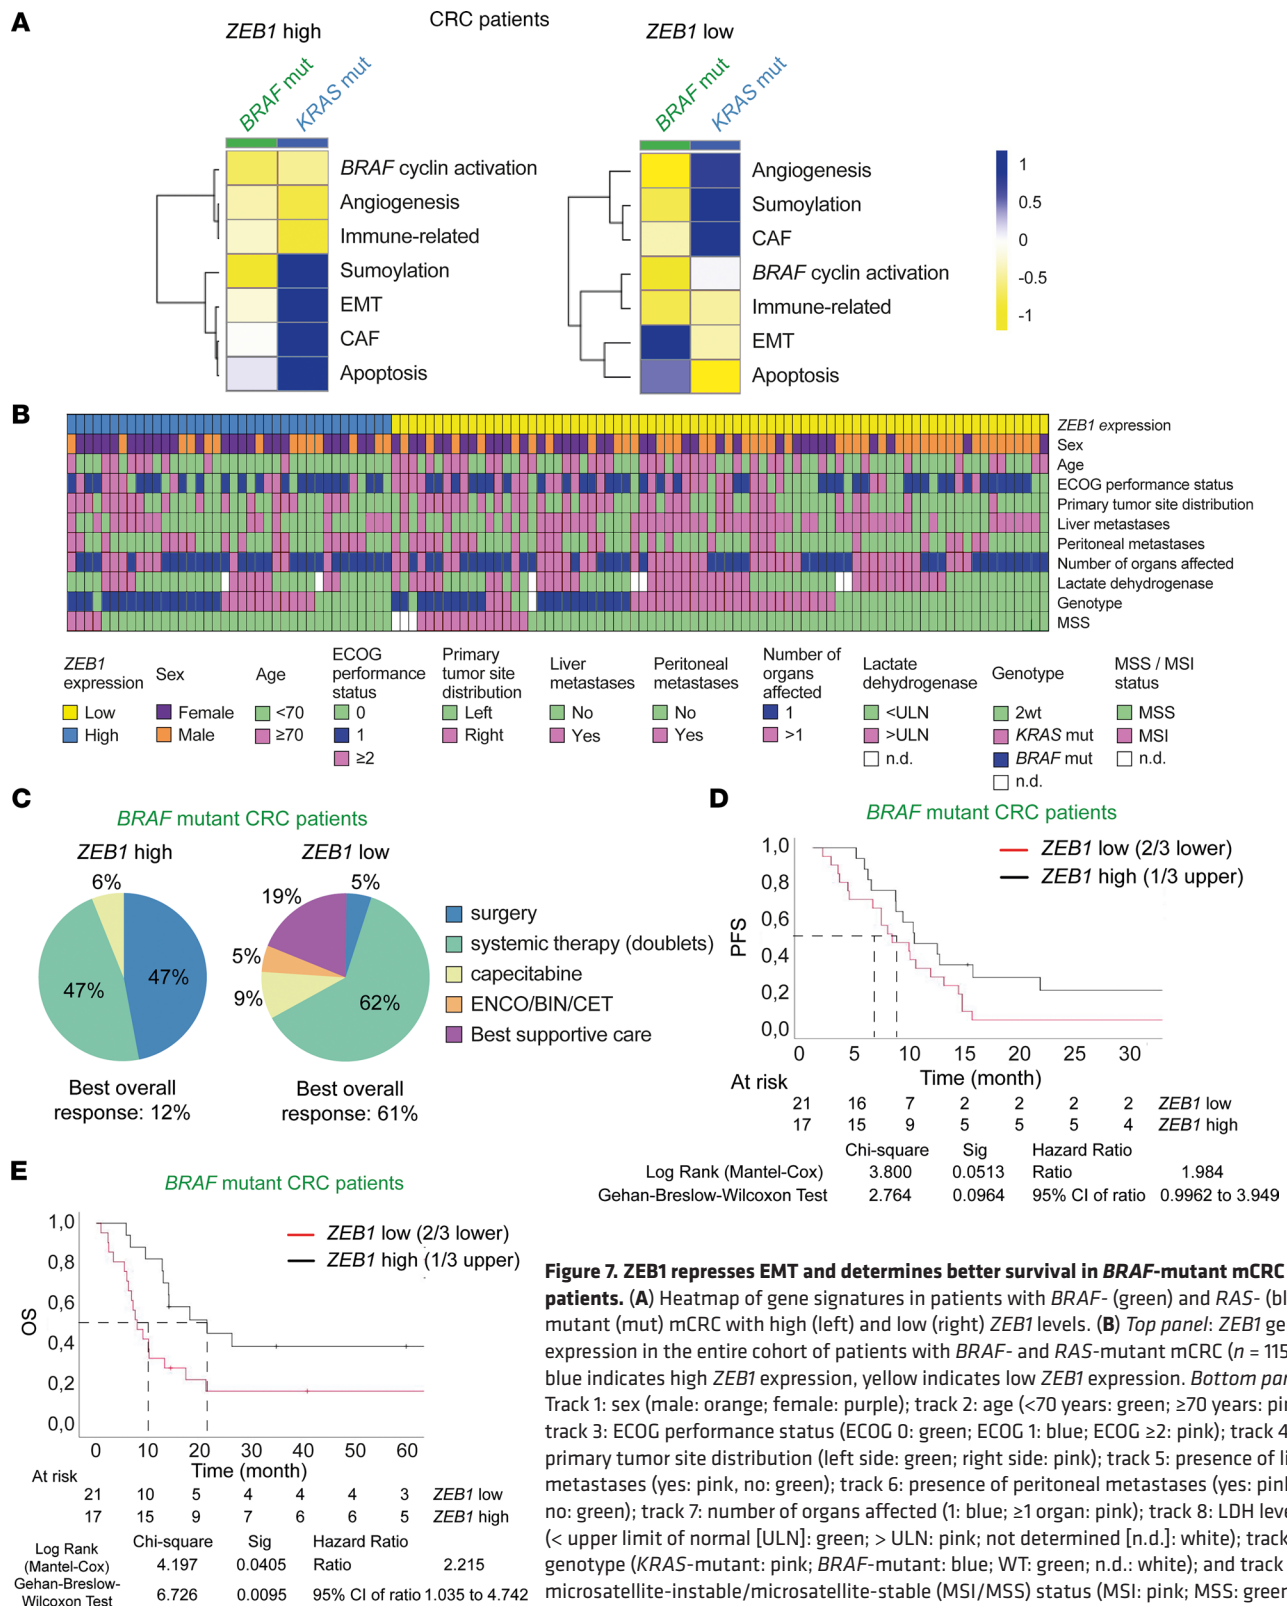 A
CRC patients
ZEB1 high
ZEB1 low
BRAF mut
KRAS mut
BRAF mut
KRAS mut
BRAF cyclin activation
Angiogenesis
Immune-related
Sumoylation
EMT
CAF
Apoptosis
Angiogenesis
Sumoylation
CAF
BRAF cyclin activation
Immune-related
EMT
Apoptosis
1
0.5
0
-0.5
-1
B
ZEB1 expression
Sex
Age
ECOG performance status
Primary tumor site distribution
Liver metastases
Peritoneal metastases
Number of organs affected
Lactate dehydrogenase
Genotype
MSS
ZEB1
expression
Low
High
Sex
Female
Male
Age
<70
≥70
ECOG
performance
status
0
1
≥2
Primary
tumor site
distribution
Left
Right
Liver
metastases
No
Yes
Peritoneal
metastases
No
Yes
Number of
organs
affected
1
>1
Lactate
dehydrogenase
<ULN
>ULN
n.d.
Genotype
2wt
KRAS mut
BRAF mut
n.d.
MSS / MSI
status
MSS
MSI
n.d.
C
BRAF mutant CRC patients
ZEB1 high
ZEB1 low
6%
47%
47%
19%
5%
5%
9%
62%
surgery
systemic therapy (doublets)
capecitabine
ENCO/BIN/CET
Best supportive care
Best overall
response: 12%
Best overall
response: 61%
D
BRAF mutant CRC patients
ZEB1 low (2/3 lower)
ZEB1 high (1/3 upper)
PFS
1,0
0,8
0,6
0,4
0,2
0,0
0 5 10 15 20 25 30
Time (month)
At risk
21 16 7 2 2 2 2 ZEB1 low
17 15 9 5 5 5 4 ZEB1 high
Chi-square Sig Hazard Ratio
Log Rank (Mantel-Cox) 3.800 0.0513 Ratio 1.984
Gehan-Breslow-Wilcoxon Test 2.764 0.0964 95% CI of ratio 0.9962 to 3.949
E
BRAF mutant CRC patients
ZEB1 low (2/3 lower)
ZEB1 high (1/3 upper)
OS
1,0
0,8
0,6
0,4
0,2
0,0
0 10 20 30 40 50 60
Time (month)
At risk
21 10 5 4 4 4 3 ZEB1 low
17 15 9 7 6 6 5 ZEB1 high
Chi-square Sig Hazard Ratio
Log Rank
(Mantel-Cox) 4.197 0.0405 Ratio 2.215
Gehan-Breslow-
Wilcoxon Test 6.726 0.0095 95% CI of ratio 1.035 to 4.742
Figure 7. ZEB1 represses EMT and determines better survival in BRAF-mutant mCRC
patients. (A) Heatmap of gene signatures in patients with BRAF- (green) and RAS- (bl
mutant (mut) mCRC with high (left) and low (right) ZEB1 levels. (B) Top panel: ZEB1 ge
expression in the entire cohort of patients with BRAF- and RAS-mutant mCRC (n = 115
blue indicates high ZEB1 expression, yellow indicates low ZEB1 expression. Bottom pan
Track 1: sex (male: orange; female: purple); track 2: age (<70 years: green; ≥70 years: pin
track 3: ECOG performance status (ECOG 0: green; ECOG 1: blue; ECOG ≥2: pink); track 4
primary tumor site distribution (left side: green; right side: pink); track 5: presence of li
metastases (yes: pink, no: green); track 6: presence of peritoneal metastases (yes: pink
no: green); track 7: number of organs affected (1: blue; ≥1 organ: pink); track 8: LDH leve
(< upper limit of normal [ULN]: green; > ULN: pink; not determined [n.d.]: white); track
genotype (KRAS-mutant: pink; BRAF-mutant: blue; WT: green; n.d.: white); and track
microsatellite-instable/microsatellite-stable (MSI/MSS) status (MSI: pink; MSS: green